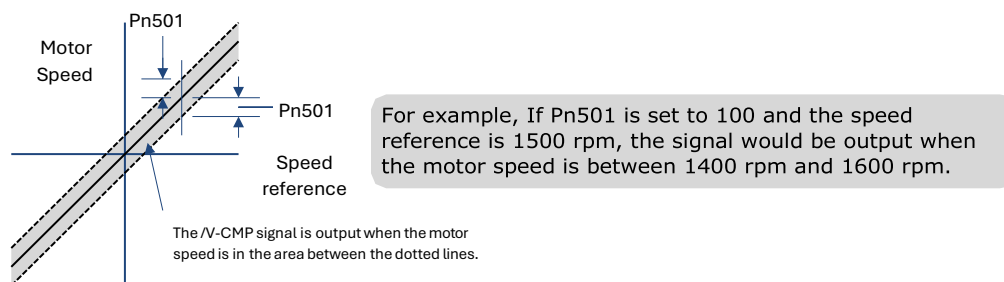 Pn501
Motor
Speed
Pn501
Speed
reference
The /V-CMP signal is output when the motor
speed is in the area between the dotted lines.
For example, If Pn501 is set to 100 and the speed
reference is 1500 rpm, the signal would be output when
the motor speed is between 1400 rpm and 1600 rpm.